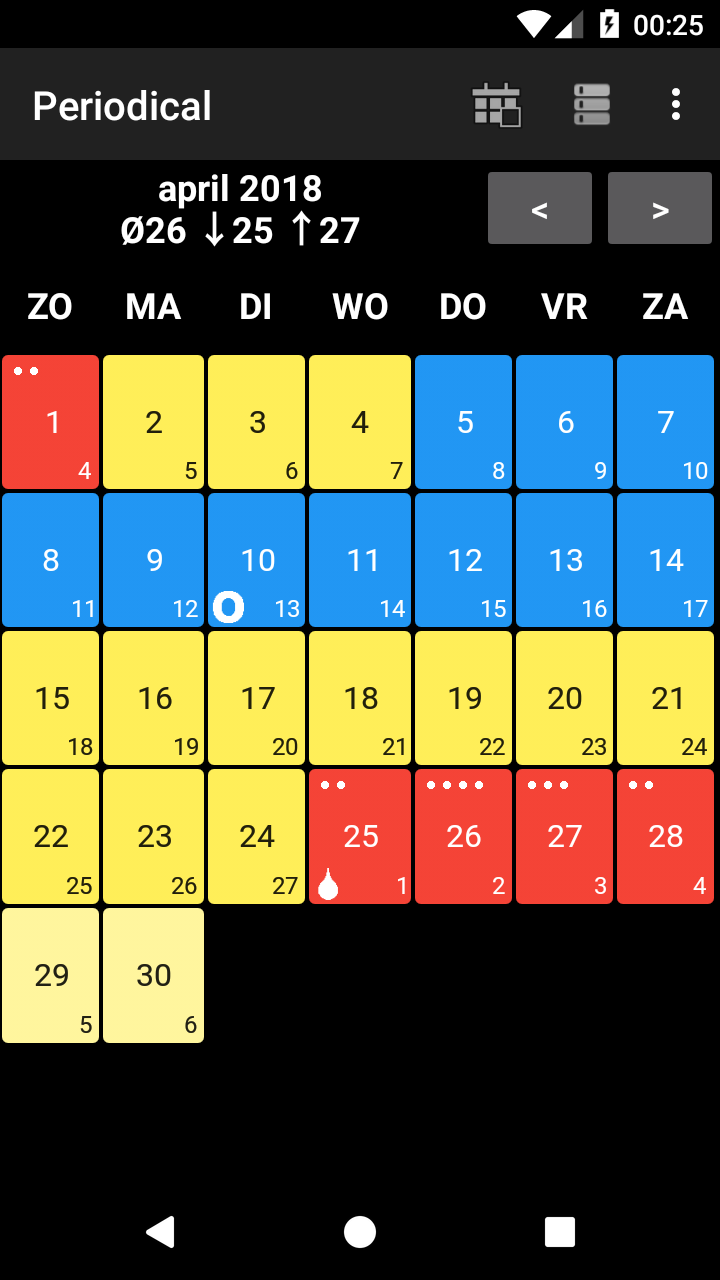 00:25
Periodical
april 2018
Ø26 ↓25 ↑27
< >
ZO MA DI WO DO VR ZA
1 2 3 4 5 6 7
4 5 6 7 8 9 10
8 9 10 11 12 13 14
11 12 O 13 14 15 16 17
15 16 17 18 19 20 21
18 19 20 21 22 23 24
22 23 24 25 26 27 28
25 26 27 1 2 3 4
29 30
5 6